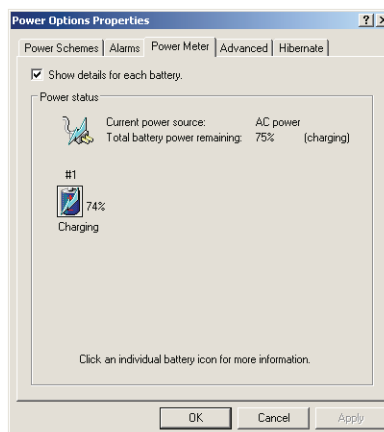 Power Options Properties
Power Schemes Alarms Power Meter Advanced Hibernate
Show details for each battery.
Power status
Current power source: AC power
Total battery power remaining: 75% (charging)
#1
74%
Charging
Click an individual battery icon for more information.
OK Cancel Apply